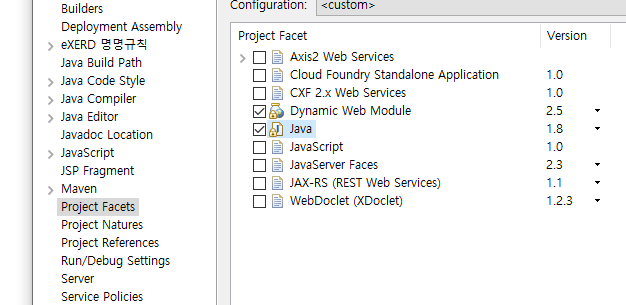 Builders
Deployment Assembly
eXERD 명명규칙
Java Build Path
Java Code Style
Java Compiler
Java Editor
Javadoc Location
JavaScript
JSP Fragment
Maven
Project Facets
Project Natures
Project References
Run/Debug Settings
Server
Service Policies
Configuration: <custom>
Project Facet Version
Axis2 Web Services
Cloud Foundry Standalone Application 1.0
CXF 2.x Web Services 1.0
Dynamic Web Module 2.5
Java 1.8
JavaScript 1.0
JavaServer Faces 2.3
JAX-RS (REST Web Services) 1.1
WebDoclet (XDoclet) 1.2.3